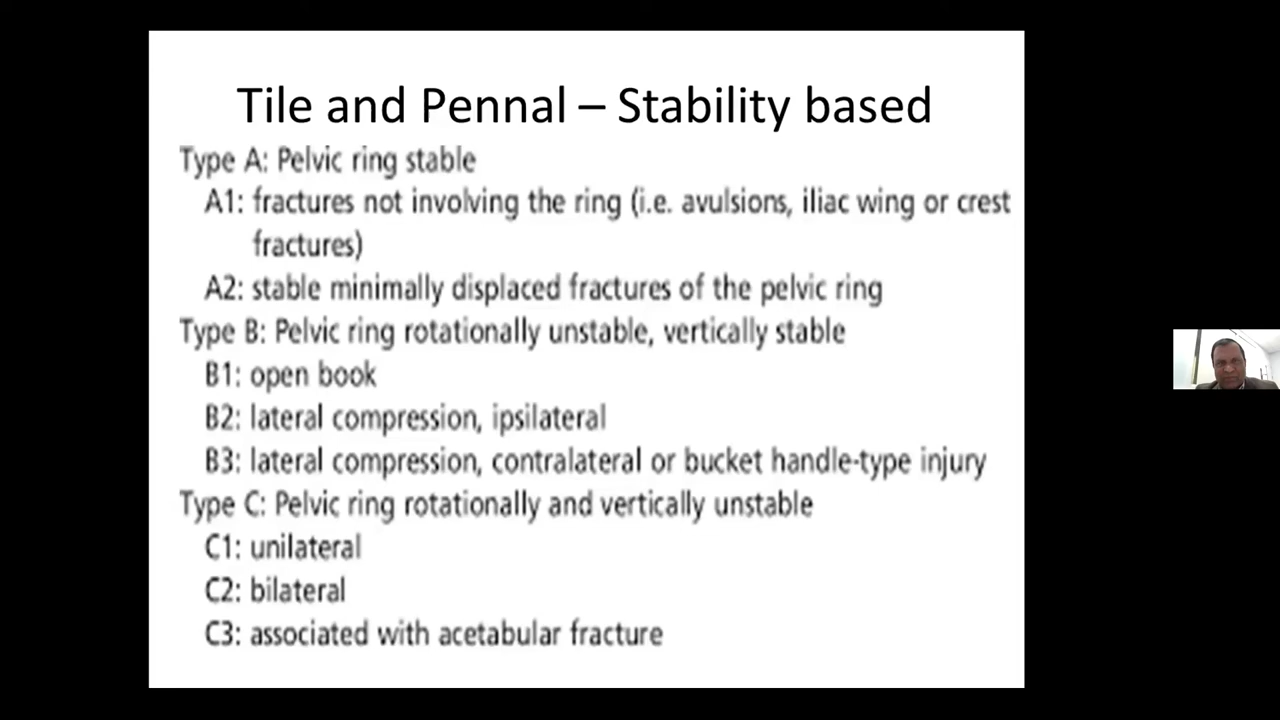 Tile and Pennal – Stability based
Type A: Pelvic ring stable
A1: fractures not involving the ring (i.e. avulsions, iliac wing or crest
fractures)
A2: stable minimally displaced fractures of the pelvic ring
Type B: Pelvic ring rotationally unstable, vertically stable
B1: open book
B2: lateral compression, ipsilateral
B3: lateral compression, contralateral or bucket handle-type injury
Type C: Pelvic ring rotationally and vertically unstable
C1: unilateral
C2: bilateral
C3: associated with acetabular fracture